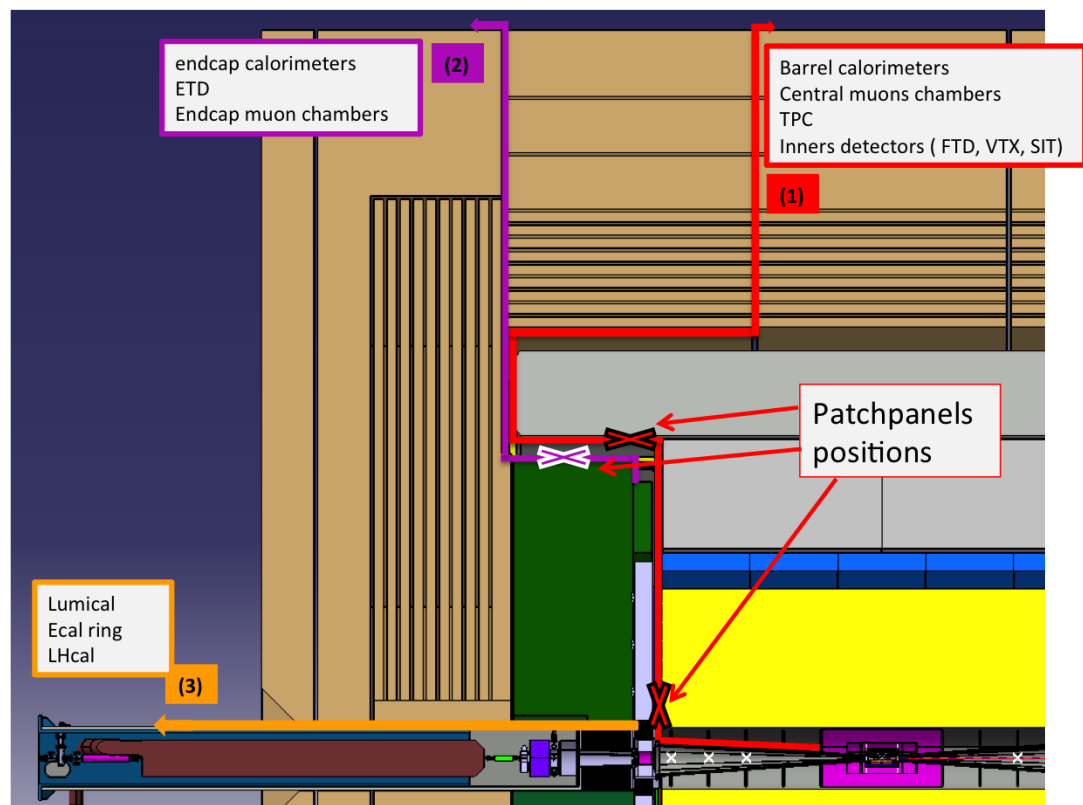 endcap calorimeters
ETD
Endcap muon chambers
(2)
Barrel calorimeters
Central muons chambers
TPC
Inners detectors ( FTD, VTX, SIT)
(1)
Patchpanels
positions
Lumical
Ecal ring
LHcal
(3)